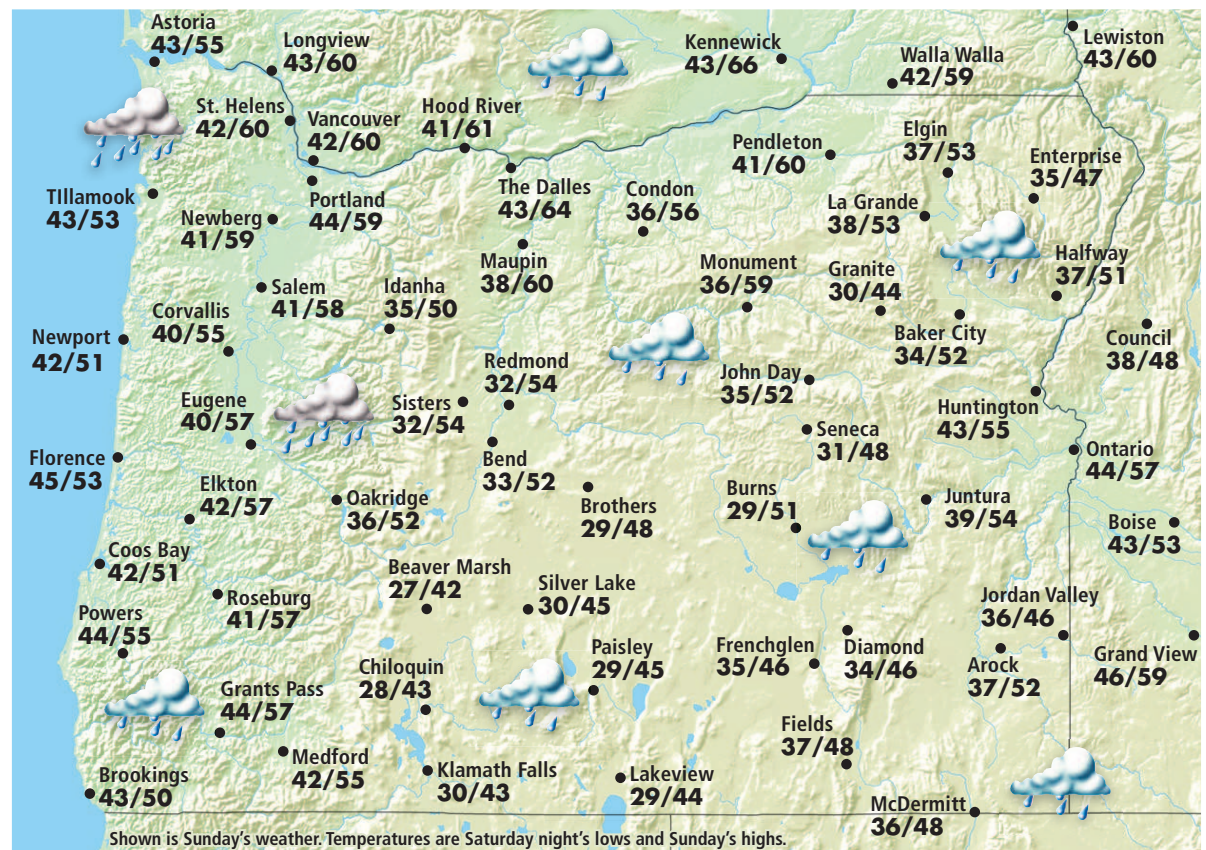 Astoria
43/55
Longview
43/60
Kennewick
43/66
Walla Walla
42/59
Lewiston
43/60
St. Helens
42/60
Vancouver
42/60
Hood River
41/61
Pendleton
41/60
Elgin
37/53
Enterprise
35/47
TIllamook
43/53
Newberg
41/59
Portland
44/59
The Dalles
43/64
Condon
36/56
La Grande
38/53
Maupin
38/60
Monument
36/59
Granite
30/44
Halfway
37/51
Salem
41/58
Idanha
35/50
Corvallis
40/55
Newport
42/51
Baker City
34/52
Council
38/48
Redmond
32/54
John Day
35/52
Eugene
40/57
Sisters
32/54
Huntington
43/55
Seneca
31/48
Florence
45/53
Bend
33/52
Ontario
44/57
Elkton
42/57
Oakridge
36/52
Brothers
29/48
Burns
29/51
Juntura
39/54
Boise
43/53
Coos Bay
42/51
Beaver Marsh
27/42
Silver Lake
30/45
Roseburg
41/57
Powers
44/55
Jordan Valley
36/46
Paisley
29/45
Frenchglen
35/46
Diamond
34/46
Arock
37/52
Grand View
46/59
Chiloquin
28/43
Grants Pass
44/57
Fields
37/48
Medford
42/55
Klamath Falls
30/43
Lakeview
29/44
Brookings
43/50
McDermitt
36/48
Shown is Sunday's weather. Temperatures are Saturday night's lows and Sunday's highs.